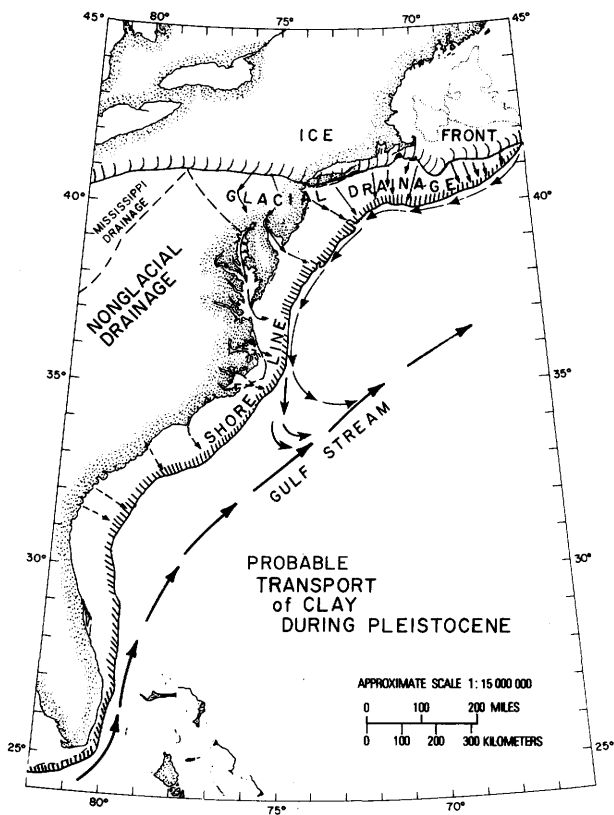 85° 80° 75° 70° 45°
45°
ICE FRONT
40° GLACIAL DRAINAGE 40°
MISSISSIPPI
DRAINAGE
NONGLACIAL
DRAINAGE
SHORE LINE
35° 35°
GULF STREAM
30° 30°
PROBABLE
TRANSPORT
of CLAY
DURING PLEISTOCENE
APPROXIMATE SCALE 1: 15 000 000
0 100 200 MILES
0 100 200 300 KILOMETERS
25° 25°
80° 75° 70°